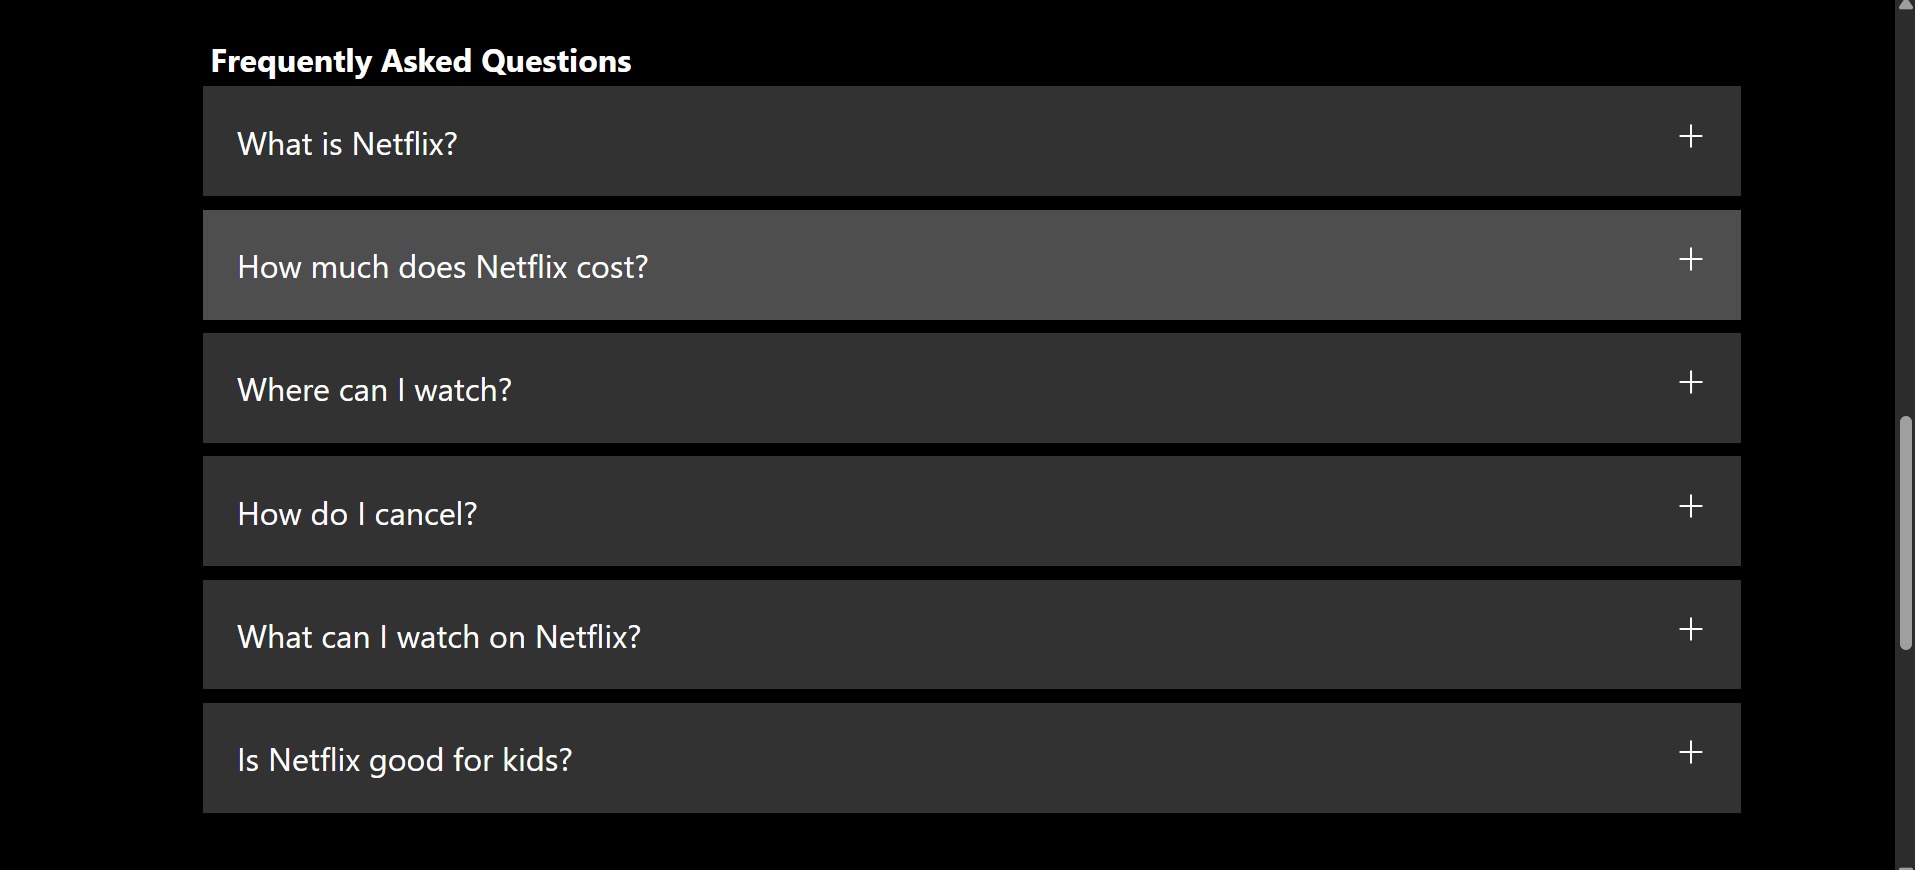 Frequently Asked Questions
What is Netflix?
How much does Netflix cost?
Where can I watch?
How do I cancel?
What can I watch on Netflix?
Is Netflix good for kids?